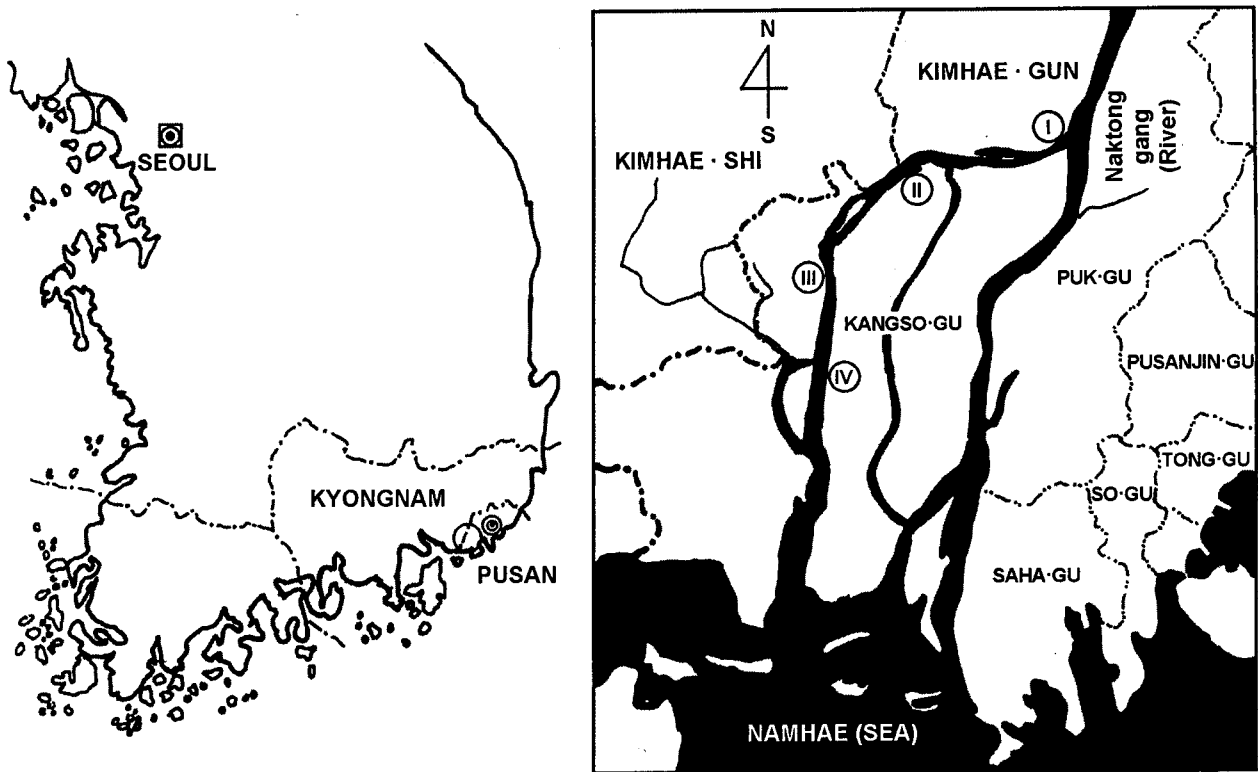 SEOUL
KYONGNAM
PUSAN
N
S
KIMHAE · GUN
I
Naktong
gang
(River)
KIMHAE · SHI
II
III
PUK·GU
KANGSO·GU
IV
PUSANJIN·GU
TONG·GU
SO·GU
SAHA·GU
NAMHAE (SEA)